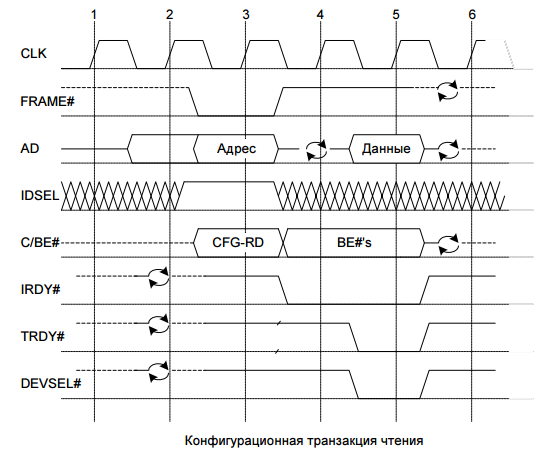 1 2 3 4 5 6
CLK
FRAME#
AD Адрес Данные
IDSEL
C/BE# CFG-RD BE#'s
IRDY#
TRDY#
DEVSEL#
Конфигурационная транзакция чтения